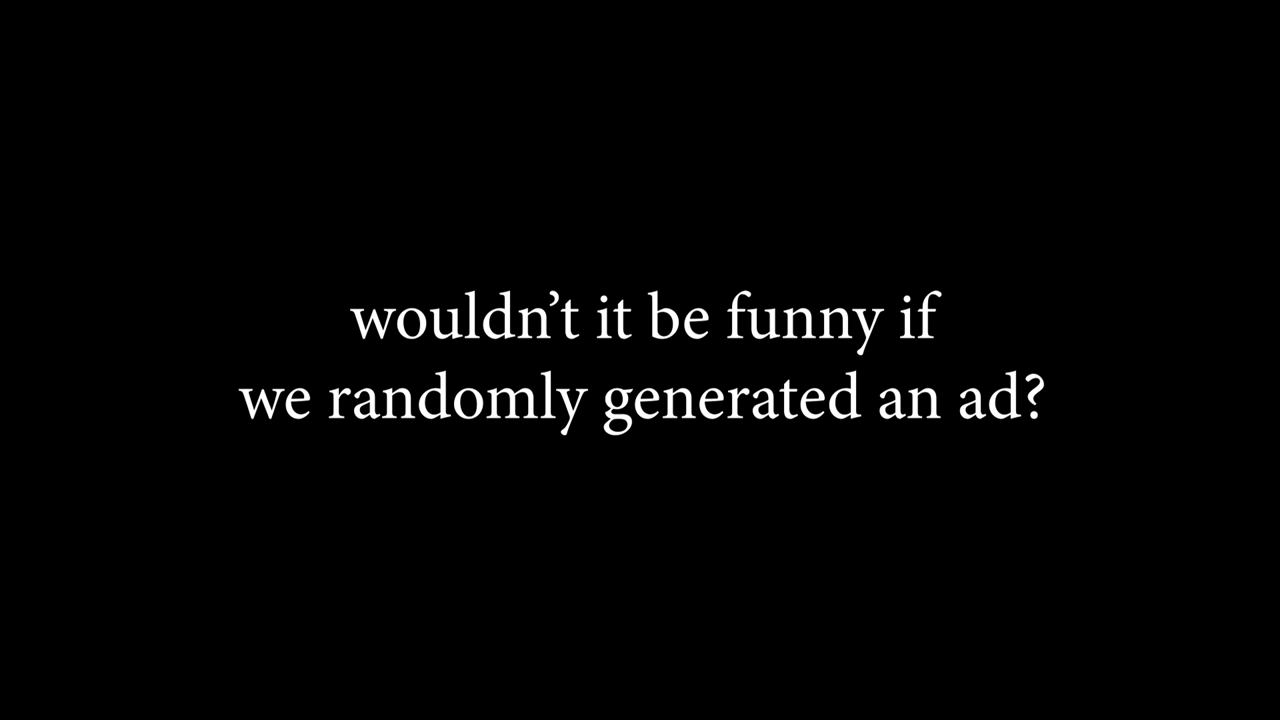 wouldn’t it be funny if
we randomly generated an ad?